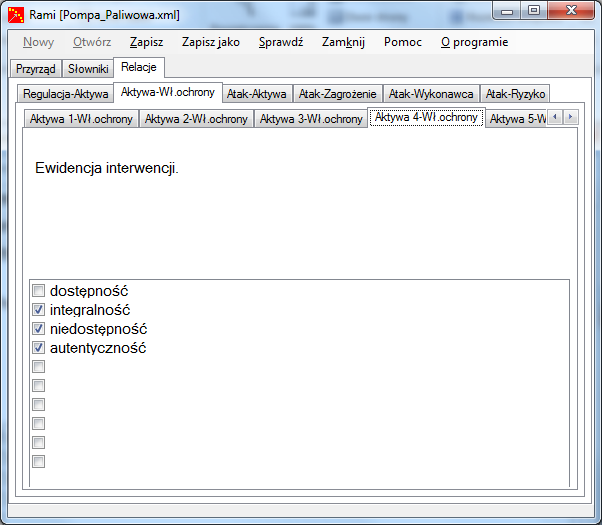 Rami [Pompa_Paliwowa.xml]
Nowy Otwórz Zapisz Zapisz jako Sprawdź Zamknij Pomoc O programie
Przyrząd Słowniki Relacje
Regulacja-Aktywa Aktywa-Wł.ochrony Atak-Aktywa Atak-Zagrożenie Atak-Wykonawca Atak-Ryzyko
Aktywa 1-Wł.ochrony Aktywa 2-Wł.ochrony Aktywa 3-Wł.ochrony Aktywa 4-Wł.ochrony Aktywa 5-W
Ewidencja interwencji.
dostępność
integralność
niedostępność
autentyczność